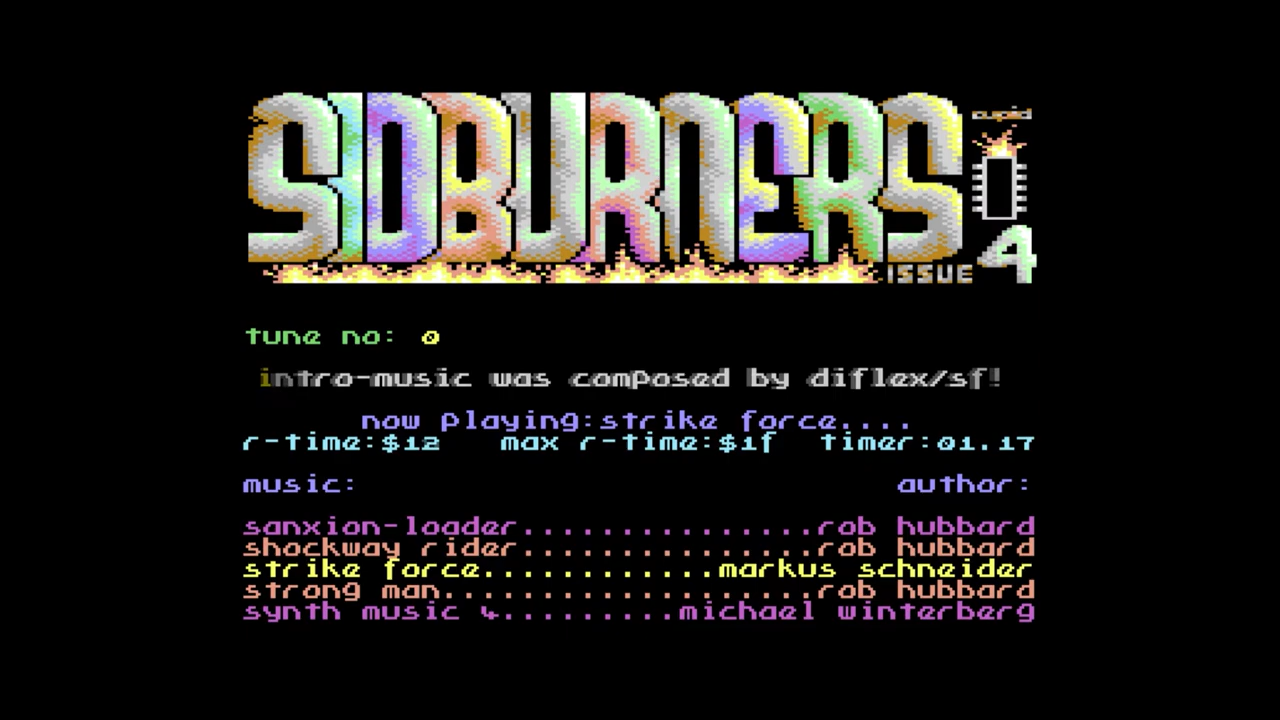 SIDBURNERS
cupid
ISSUE 4
tune no: 0
intro-music was composed by diflex/sf!
now playing:strike force....
r-time:$12 max r-time:$1f timer:01.17
music: author:
sanxion-loader...............rob hubbard
shockway rider...............rob hubbard
strike force............markus schneider
strong man...................rob hubbard
synth music 4.........michael winterberg